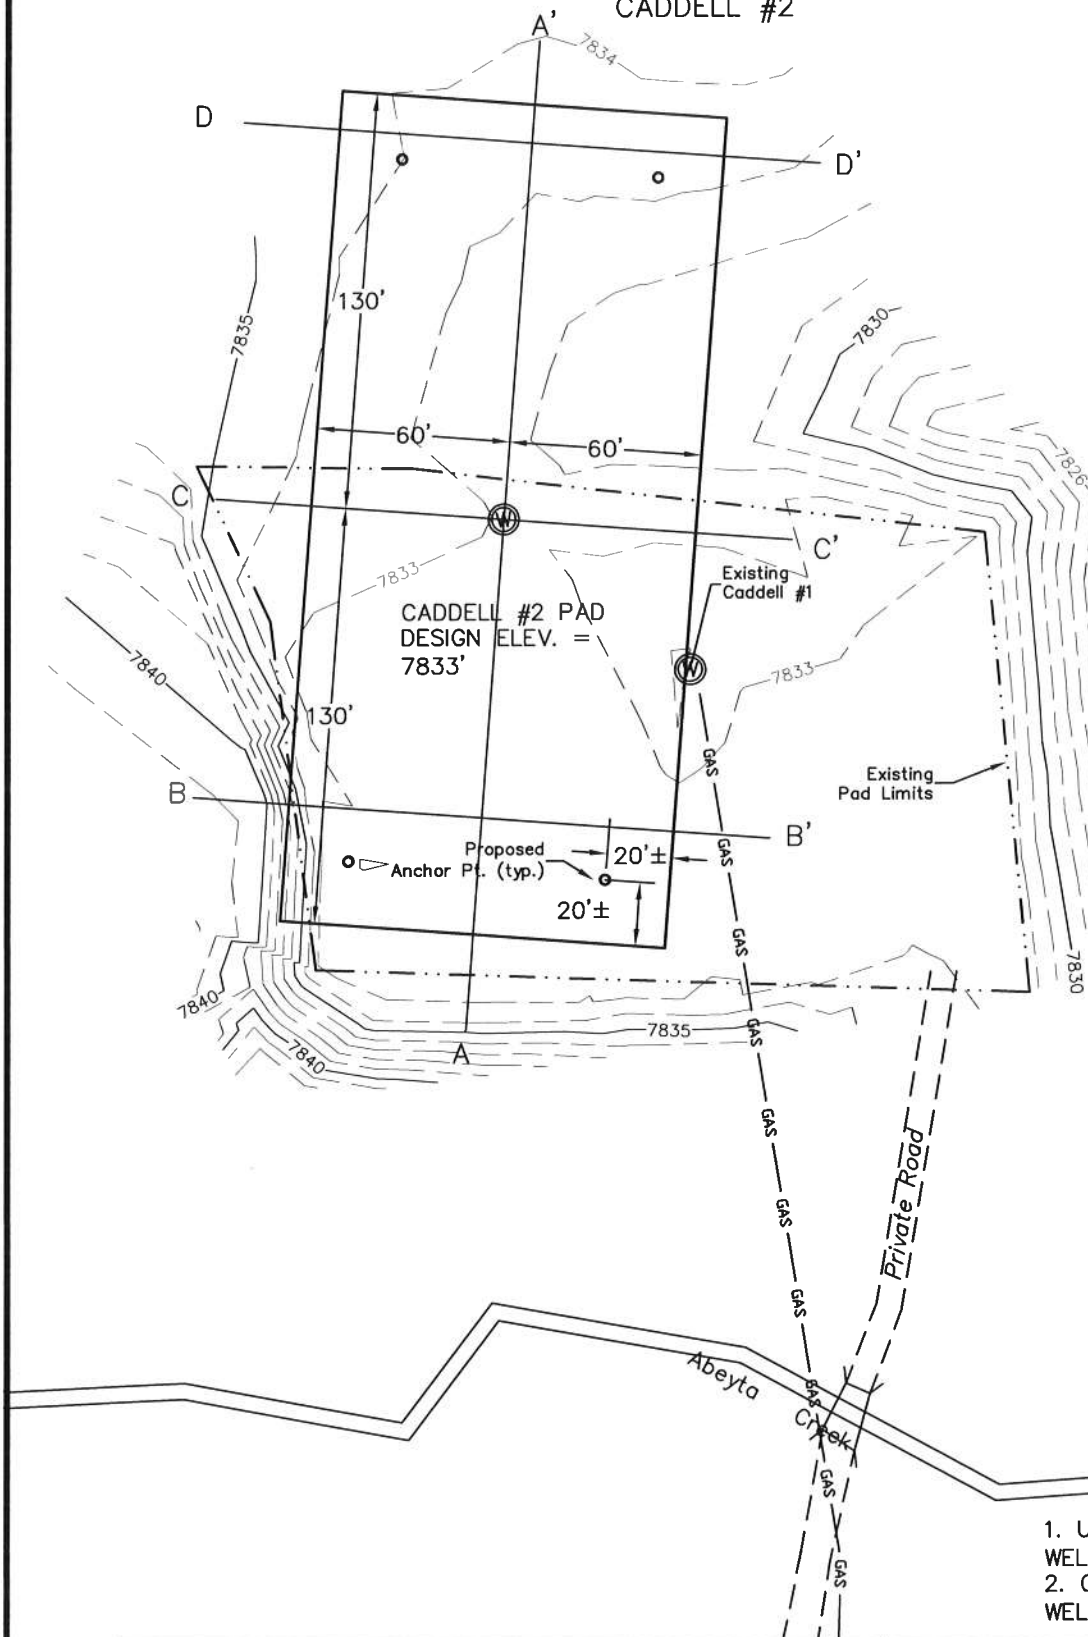 CADDELL #2
A'
7834
D
D'
130'
7835
7830
60'
60'
7826
C
C'
7833
Existing
Caddell #1
CADDELL #2 PAD
DESIGN ELEV. =
7833'
7840
7833
130'
GAS
Existing
Pad Limits
B
B'
GAS
Proposed
Anchor Pt. (typ.)
20'±
20'±
GAS
7830
7840
GAS
7835
7840
A
GAS
Private Road
GAS
GAS
Abeyta
Creek
GAS
GAS
GAS
1. U
WEL
2. C
WEL
W
W